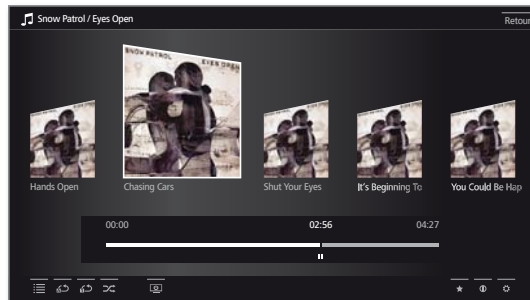 Snow Patrol / Eyes Open
Retour
SNOW PATROL EYES OPEN
Hands Open
Chasing Cars
Shut Your Eyes
It's Beginning To
You Could Be Hap
00:00
02:56
04:27